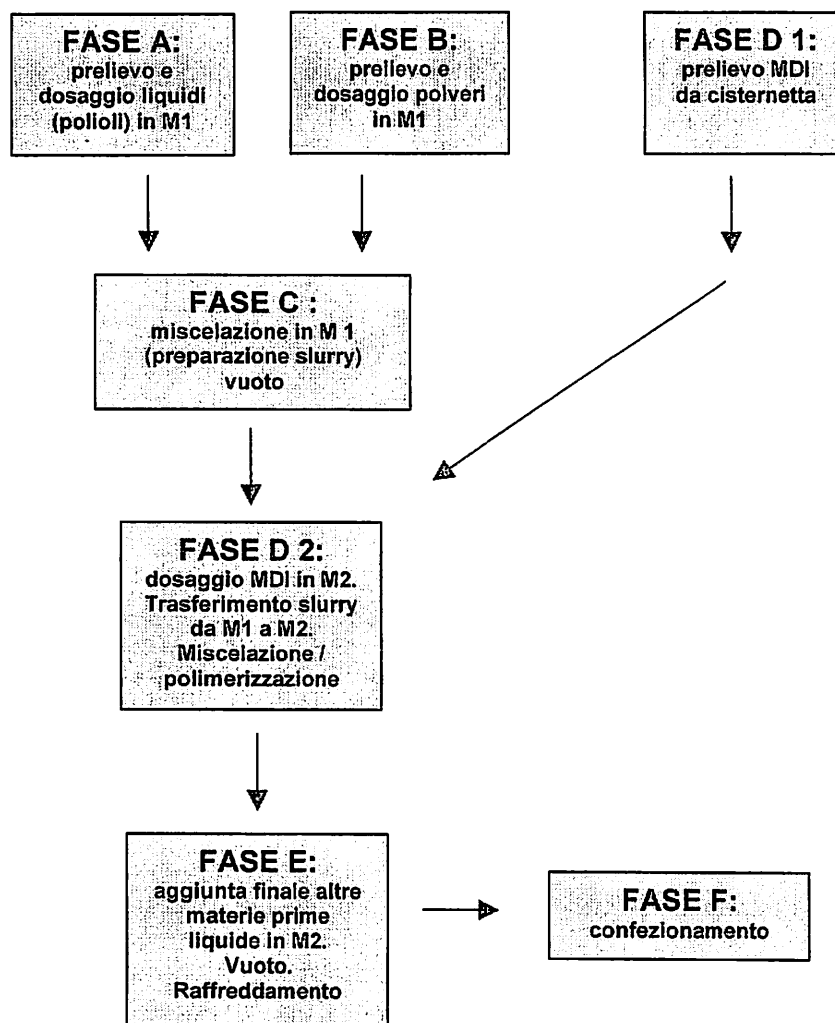 FASE A:
prelievo e
dosaggio liquidi
(polioli) in M1
FASE B:
prelievo e
dosaggio polveri
in M1
FASE D 1:
prelievo MDI
da cisternetta
FASE C :
miscelazione in M 1
(preparazione slurry)
vuoto
FASE D 2:
dosaggio MDI in M2.
Trasferimento slurry
da M1 a M2.
Miscelazione /
polimerizzazione
FASE E:
aggiunta finale altre
materie prime
liquide in M2.
Vuoto.
Raffreddamento
FASE F:
confezionamento